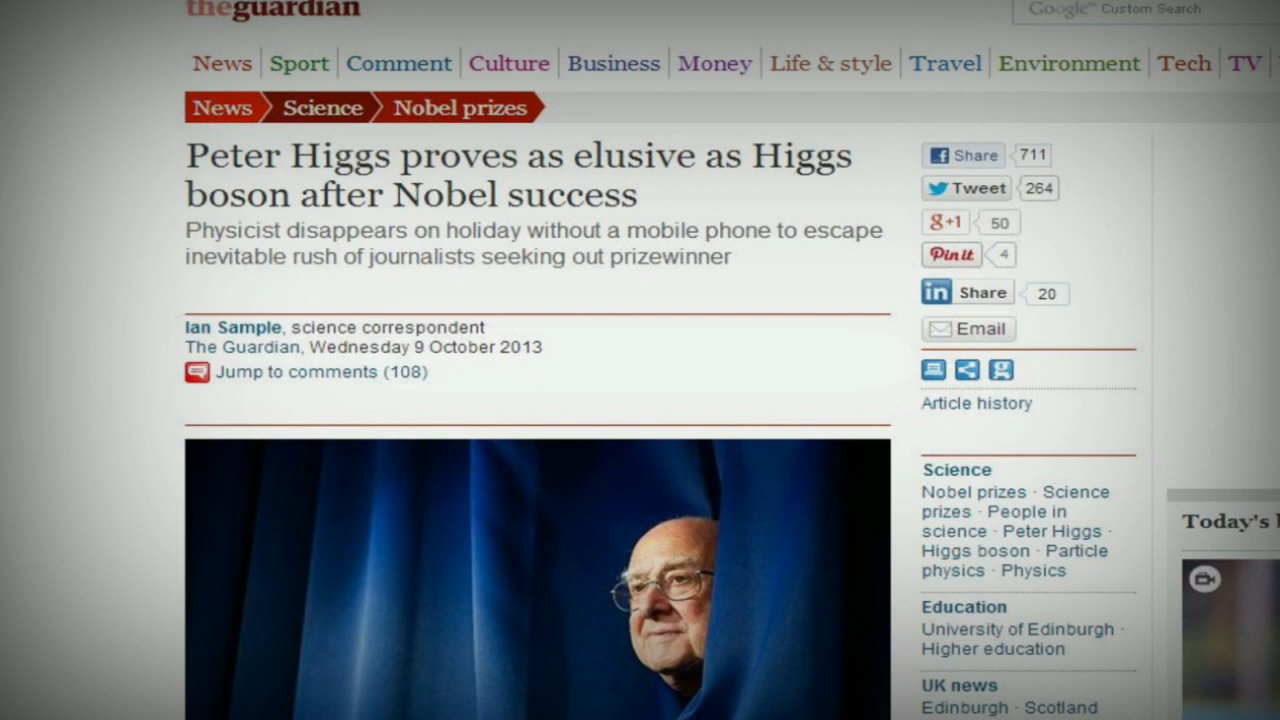 theguardian
Google™ Custom Search
News Sport Comment Culture Business Money Life & style Travel Environment Tech TV
News Science Nobel prizes
Peter Higgs proves as elusive as Higgs
boson after Nobel success
Physicist disappears on holiday without a mobile phone to escape
inevitable rush of journalists seeking out prizewinner
Ian Sample, science correspondent
The Guardian, Wednesday 9 October 2013
Jump to comments (108)
Share 711
Tweet 264
g+1 50
Pin it 4
in Share 20
Email
g
Article history
Science
Nobel prizes · Science
prizes · People in
science · Peter Higgs ·
Higgs boson · Particle
physics · Physics
Education
University of Edinburgh ·
Higher education
UK news
Edinburgh · Scotland
Today's